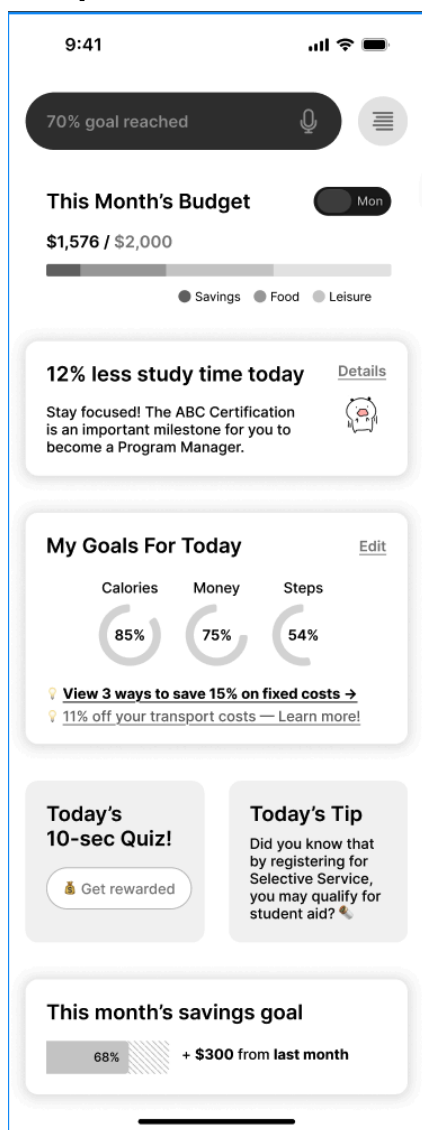 9:41
70% goal reached
This Month's Budget
Mon
$1,576 / $2,000
Savings Food Leisure
12% less study time today
Details
Stay focused! The ABC Certification
is an important milestone for you to
become a Program Manager.
My Goals For Today
Edit
Calories Money Steps
85% 75% 54%
View 3 ways to save 15% on fixed costs →
11% off your transport costs — Learn more!
Today's
10-sec Quiz!
Get rewarded
Today's Tip
Did you know that
by registering for
Selective Service,
you may qualify for
student aid?
This month's savings goal
68%
+ $300 from last month